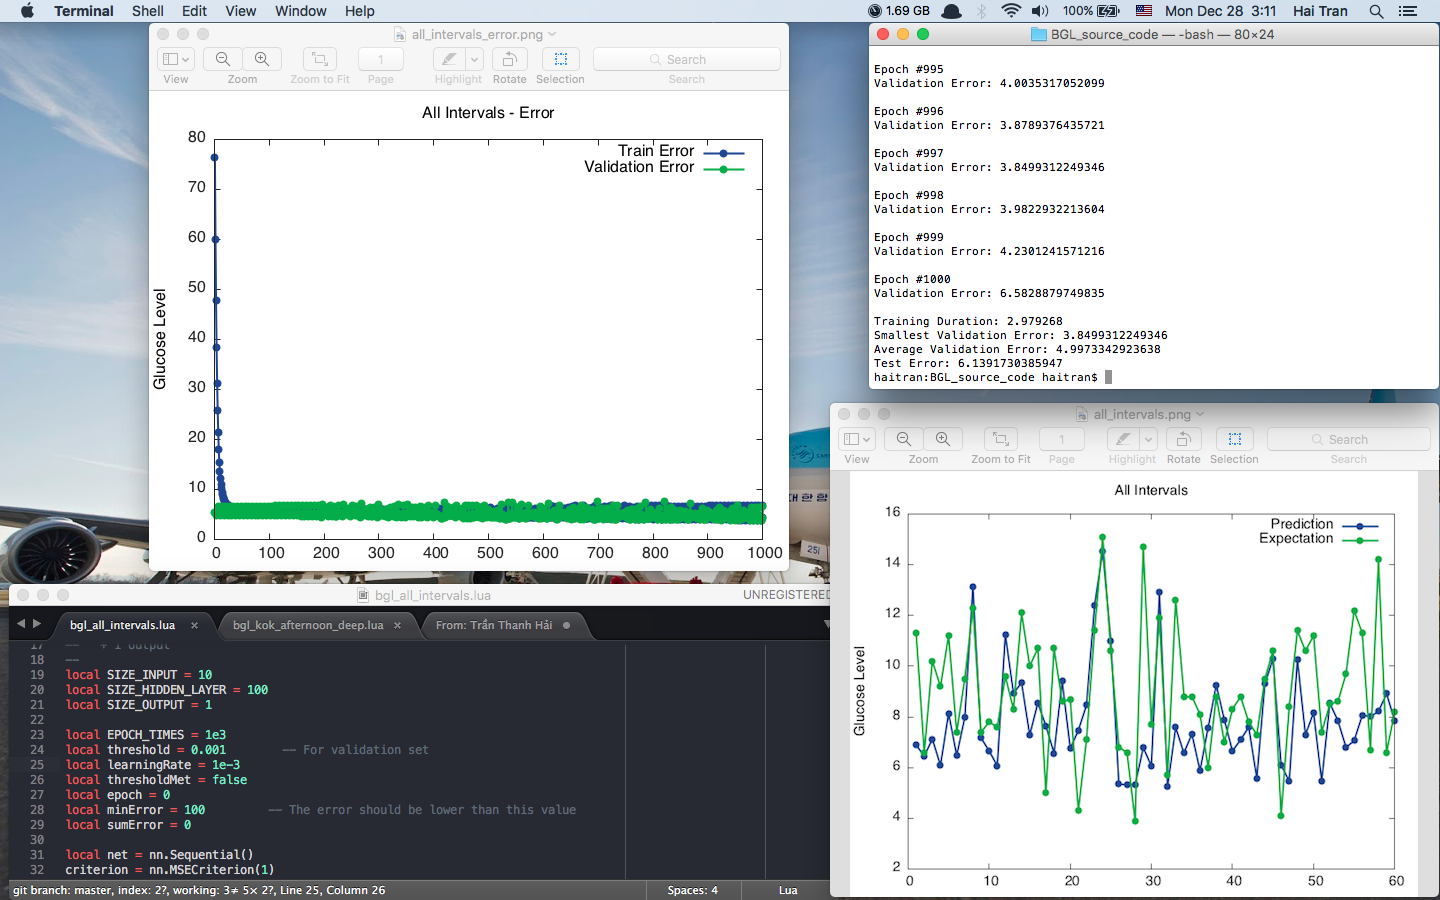 Terminal Shell Edit View Window Help
1.69 GB 100% Mon Dec 28 3:11 Hai Tran
all_intervals_error.png
1 Search
View Zoom Zoom to Fit Page Highlight Rotate Selection Search
All Intervals - Error
Train Error
Validation Error
Glucose Level
80
70
60
50
40
30
20
10
0
0 100 200 300 400 500 600 700 800 900 1000
BGL_source_code — -bash — 80×24
Epoch #995
Validation Error: 4.0035317052099
Epoch #996
Validation Error: 3.8789376435721
Epoch #997
Validation Error: 3.8499312249346
Epoch #998
Validation Error: 3.9822932213604
Epoch #999
Validation Error: 4.2301241571216
Epoch #1000
Validation Error: 6.5828879749835
Training Duration: 2.979268
Smallest Validation Error: 3.8499312249346
Average Validation Error: 4.9973342923638
Test Error: 6.1391730385947
haitran:BGL_source_code haitran$
대한항
251
bgl_all_intervals.lua UNREGISTERED
bgl_all_intervals.lua × bgl_kok_afternoon_deep.lua × From: Trần Thanh Hải
17 -- + 1 output
18 --
19 local SIZE_INPUT = 10
20 local SIZE_HIDDEN_LAYER = 100
21 local SIZE_OUTPUT = 1
22
23 local EPOCH_TIMES = 1e3
24 local threshold = 0.001 -- For validation set
25 local learningRate = 1e-3
26 local thresholdMet = false
27 local epoch = 0
28 local minError = 100 -- The error should be lower than this value
29 local sumError = 0
30
31 local net = nn.Sequential()
32 criterion = nn.MSECriterion(1)
git branch: master, index: 2?, working: 3≠ 5× 2?, Line 25, Column 26 Spaces: 4 Lua
all_intervals.png
1 Search
View Zoom Zoom to Fit Page Highlight Rotate Selection Search
All Intervals
Prediction
Expectation
Glucose Level
16
14
12
10
8
6
4
2
0 10 20 30 40 50 60